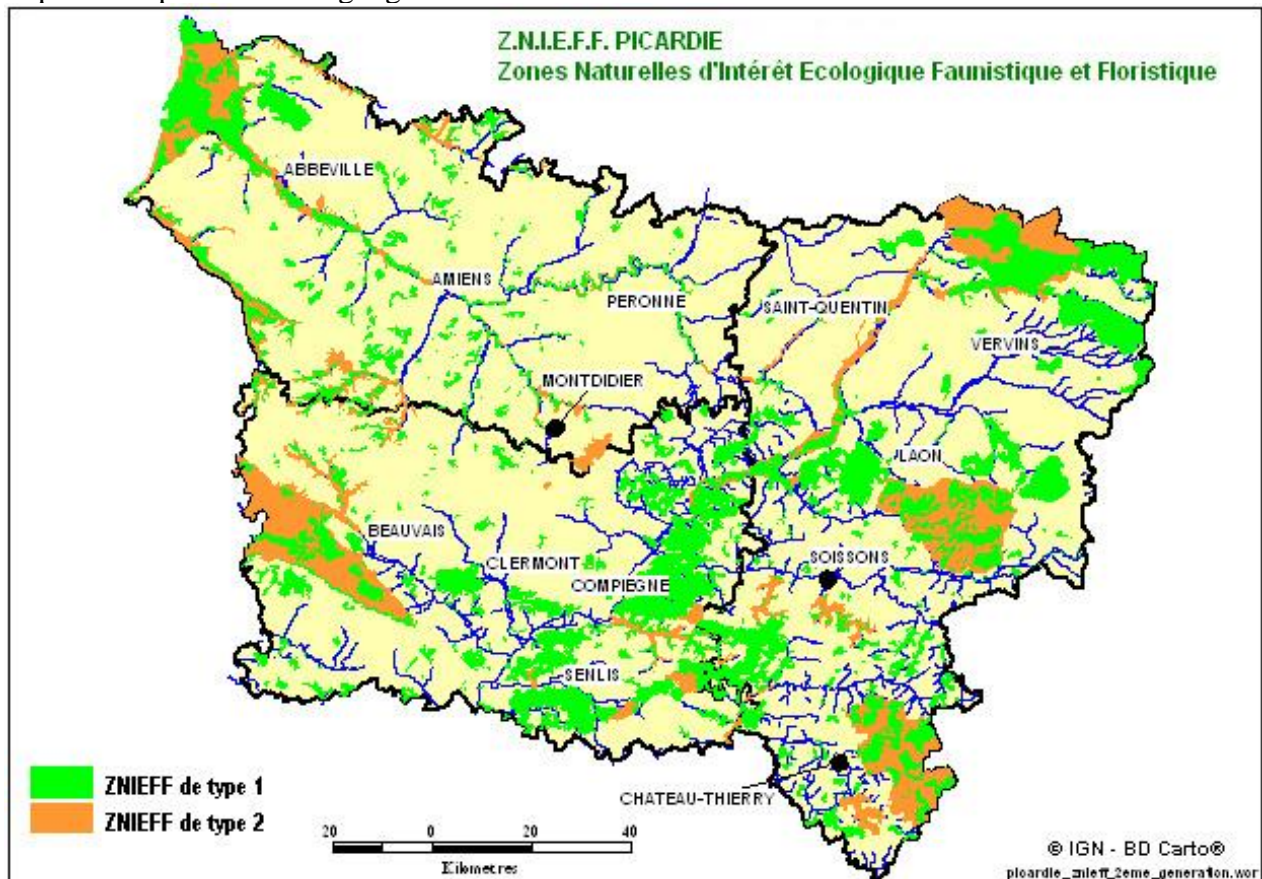 Z.N.I.E.F.F. PICARDIE
Zones Naturelles d'Intérêt Ecologique Faunistique et Floristique
ABBEVILLE
AMIENS
PERONNE
SAINT-QUENTIN
VERVINS
MONTDIDIER
LAON
BEAUVAIS
CLERMONT
SOISSONS
COMPIEGNE
SENLIS
CHATEAU-THIERRY
ZNIEFF de type 1
ZNIEFF de type 2
20 0 20 40
Kilometres
© IGN - BD Carto®
picardie_znieff_2eme_generation.wor